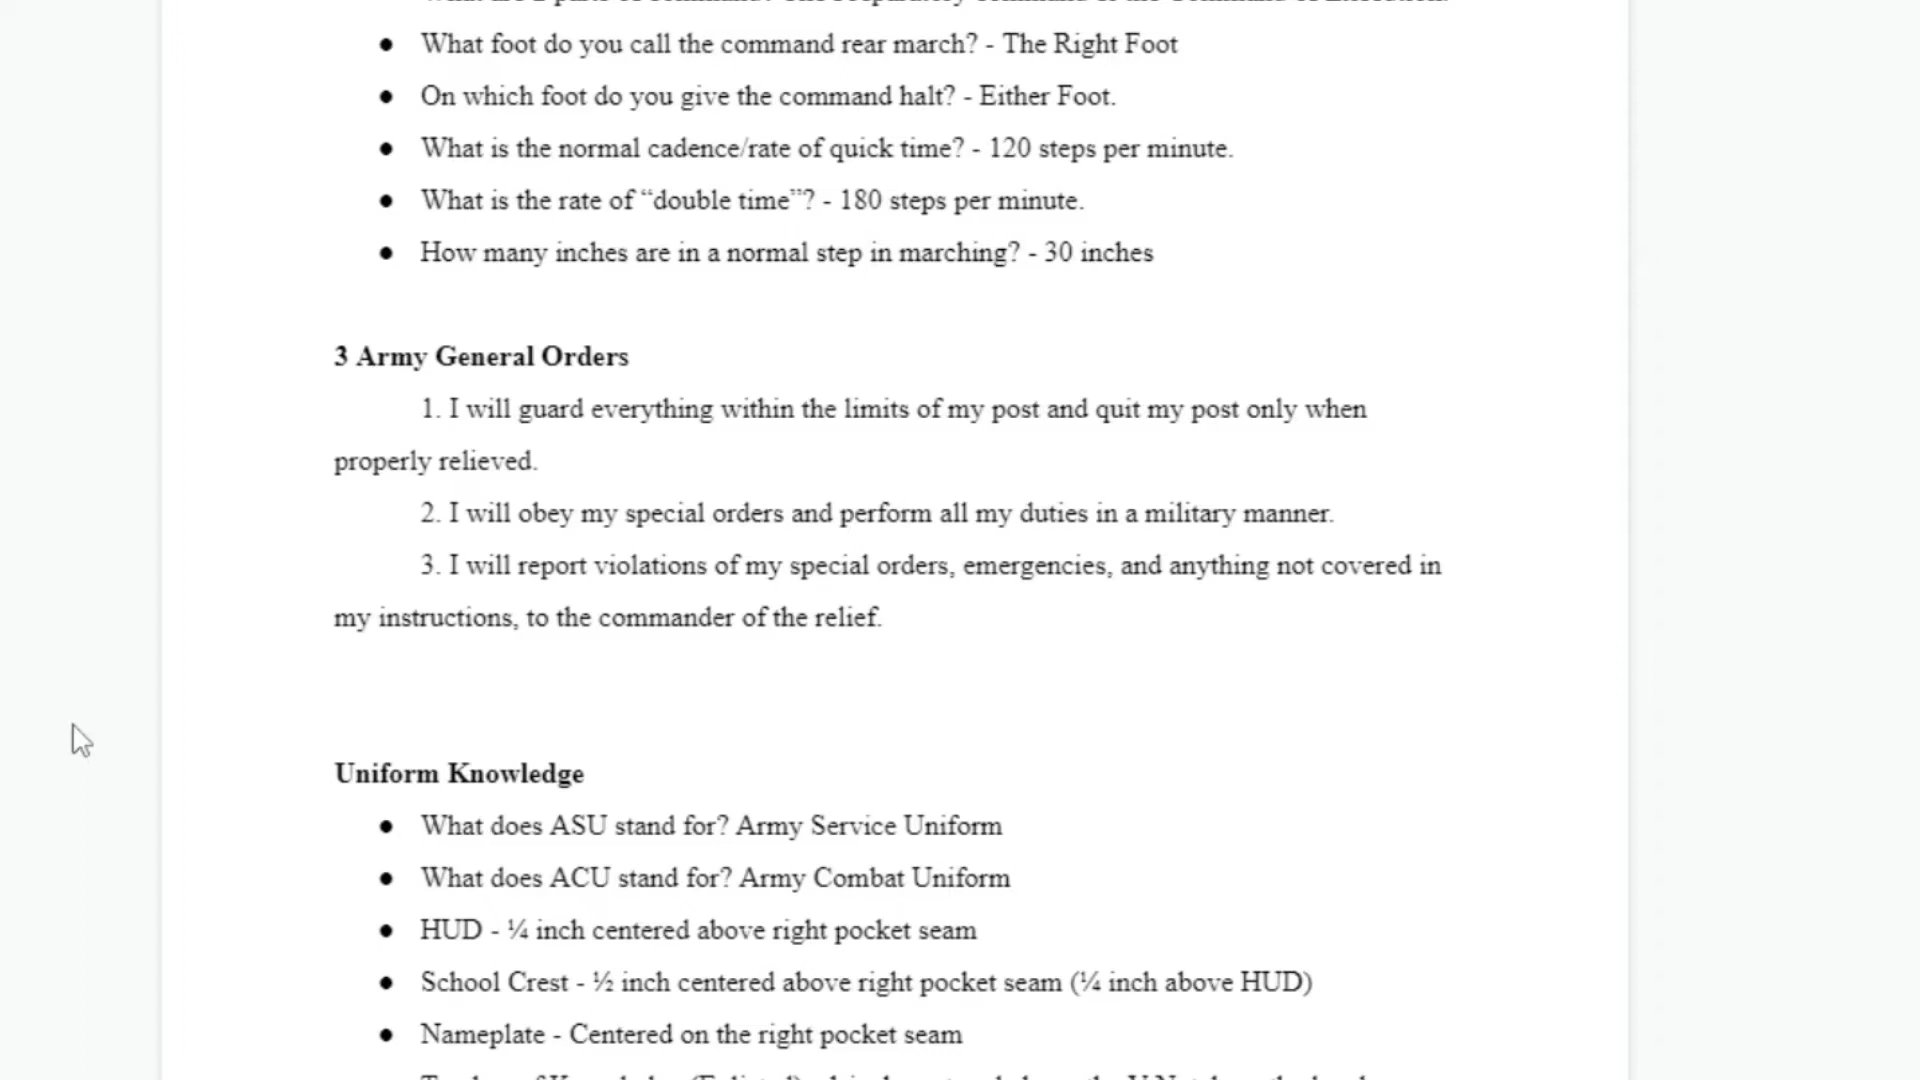 ● What foot do you call the command rear march? - The Right Foot
● On which foot do you give the command halt? - Either Foot.
● What is the normal cadence/rate of quick time? - 120 steps per minute.
● What is the rate of “double time”? - 180 steps per minute.
● How many inches are in a normal step in marching? - 30 inches
3 Army General Orders
1. I will guard everything within the limits of my post and quit my post only when
properly relieved.
2. I will obey my special orders and perform all my duties in a military manner.
3. I will report violations of my special orders, emergencies, and anything not covered in
my instructions, to the commander of the relief.
Uniform Knowledge
● What does ASU stand for? Army Service Uniform
● What does ACU stand for? Army Combat Uniform
● HUD - ¼ inch centered above right pocket seam
● School Crest - ½ inch centered above right pocket seam (¼ inch above HUD)
● Nameplate - Centered on the right pocket seam